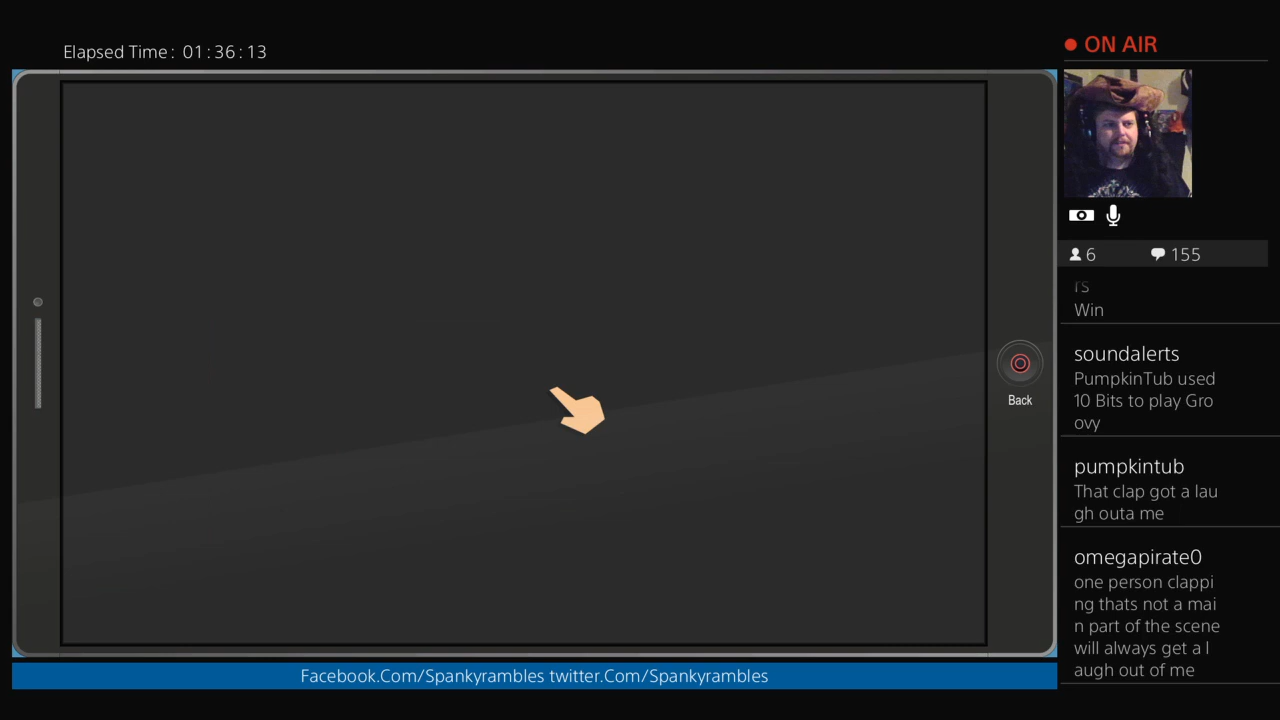 Elapsed Time: 01:36:13
ON AIR
6 155
rs
Win
soundalerts
PumpkinTub used
10 Bits to play Gro
ovy
pumpkintub
That clap got a lau
gh outa me
omegapirate0
one person clappi
ng thats not a mai
n part of the scene
will always get a l
augh out of me
Back
Facebook.Com/Spankyrambles twitter.Com/Spankyrambles